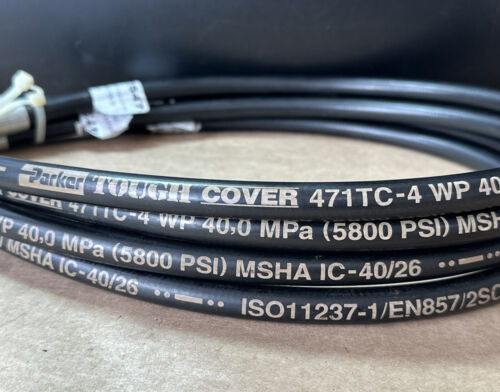 Parker TOUGH COVER 471TC-4 WP 40
COVER 471TC-4 WP 40,0 MPa (5800 PSI) MSH
WP 40,0 MPa (5800 PSI) MSHA IC-40/26
MSHA IC-40/26 ISO11237-1/EN857/2SC